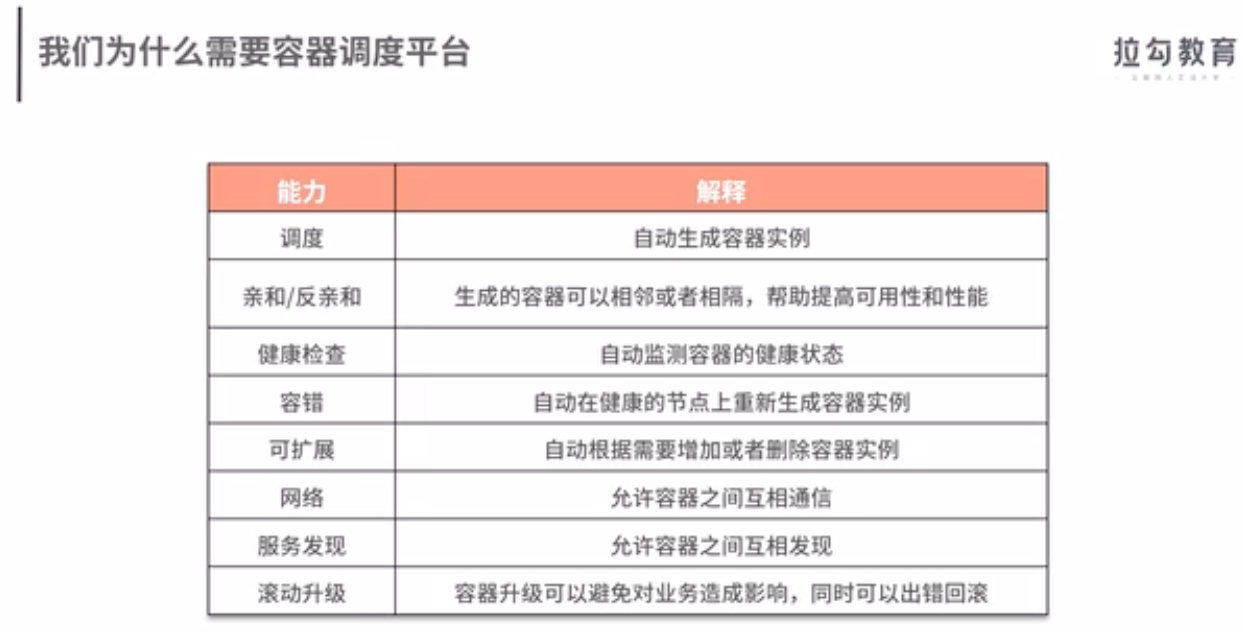 我们为什么需要容器调度平台
拉勾教育
能力 解释
调度 自动生成容器实例
亲和/反亲和 生成的容器可以相邻或者相隔，帮助提高可用性和性能
健康检查 自动监测容器的健康状态
容错 自动在健康的节点上重新生成容器实例
可扩展 自动根据需要增加或者删除容器实例
网络 允许容器之间互相通信
服务发现 允许容器之间互相发现
滚动升级 容器升级可以避免对业务造成影响，同时可以出错回滚